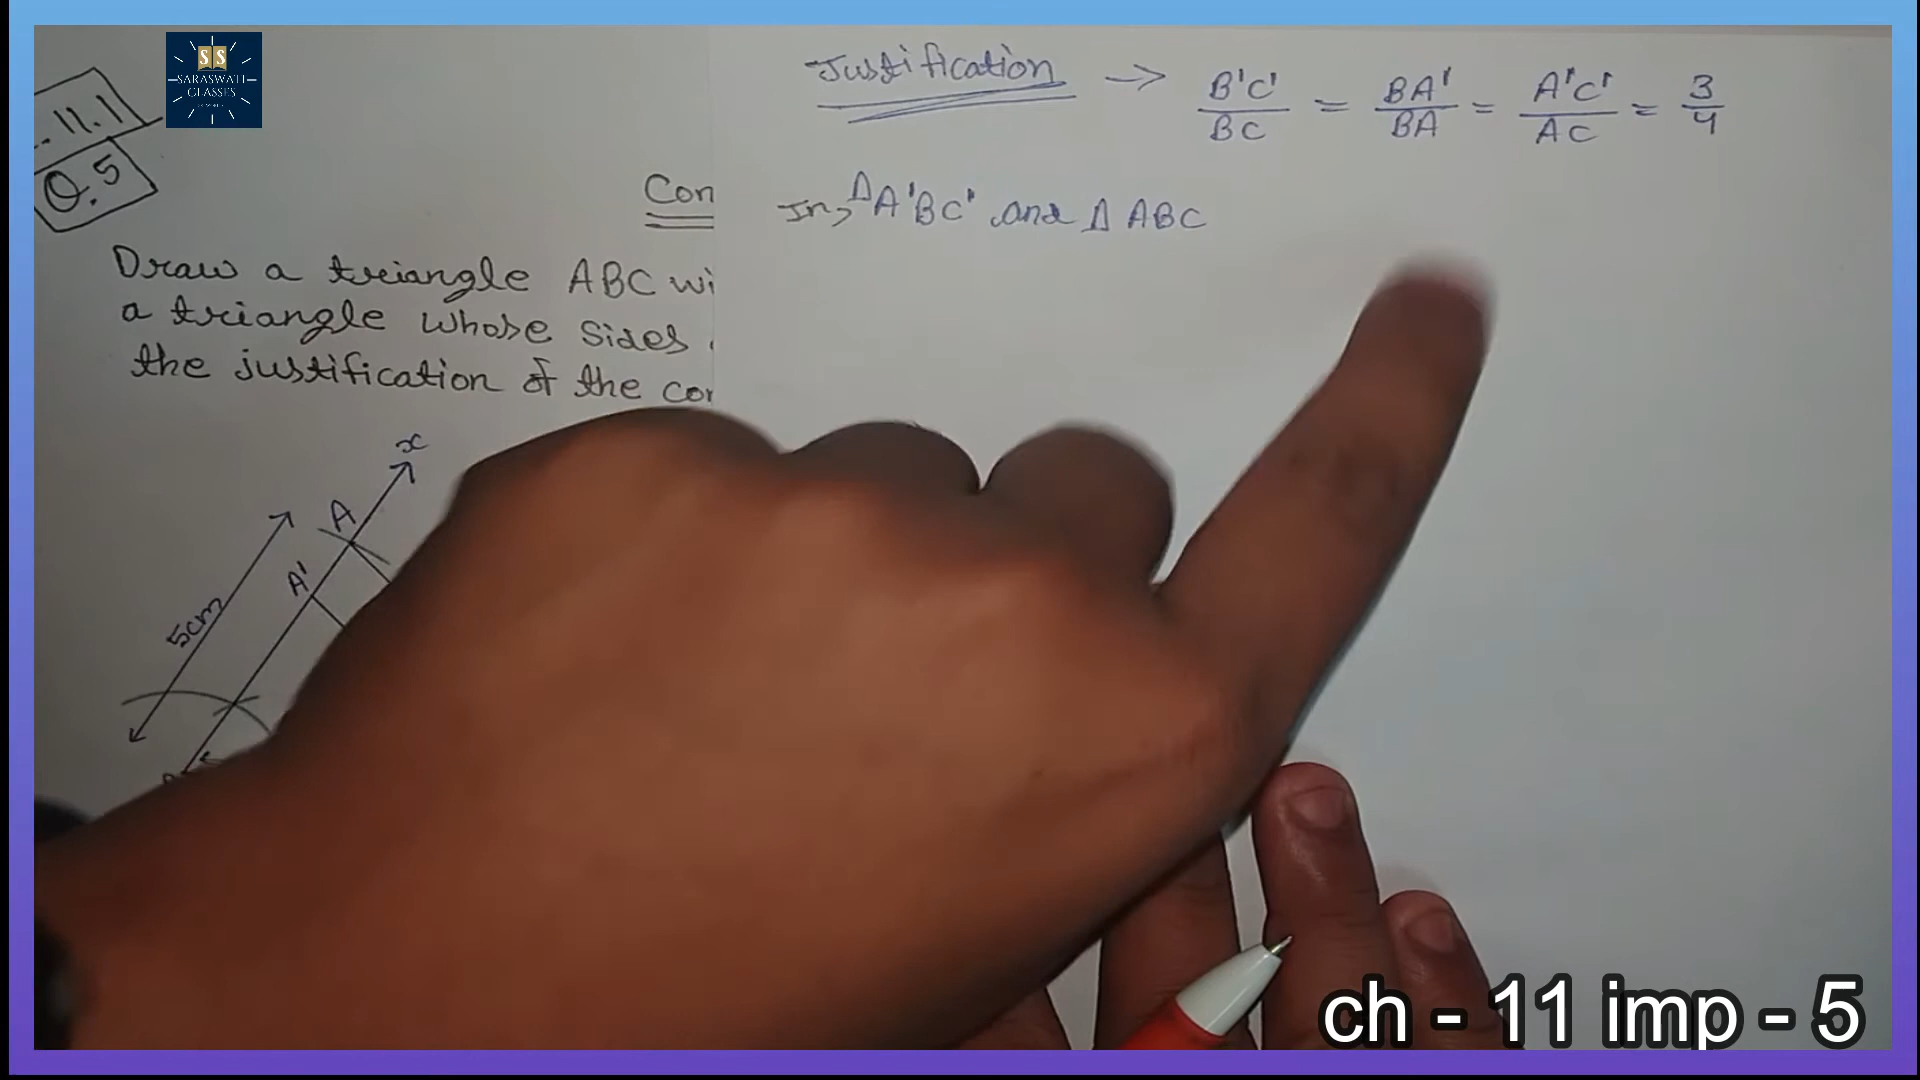 SS
SARASWATI
CLASSES
11.1
Q.5
Con
Draw a triangle ABC wi
a triangle whose sides
the justification of the con
x
A
A'
5cm
Justification → B'C'/BC = BA'/BA = A'C'/AC = 3/4
In, ΔA'BC' and Δ ABC
ch - 11 imp - 5